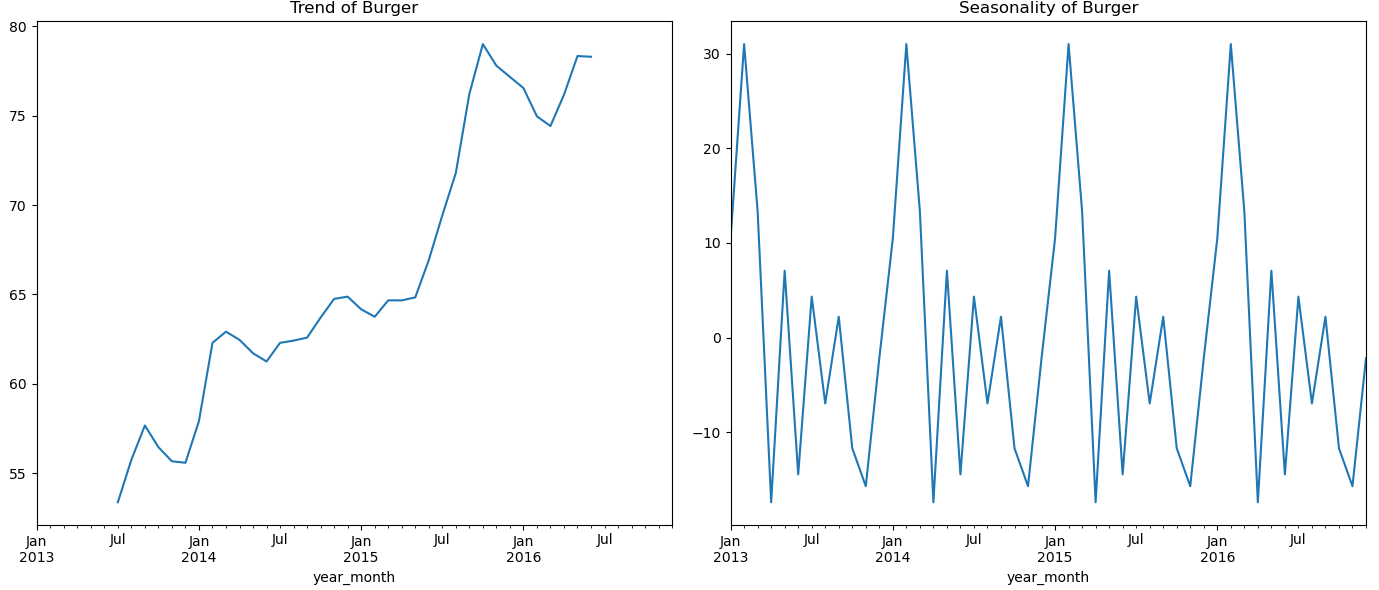 Trend of Burger
80
75
70
65
60
55
Jan Jul Jan Jul Jan Jul Jan Jul
2013 2014 2015 2016
year_month
Seasonality of Burger
30
20
10
0
−10
Jan Jul Jan Jul Jan Jul Jan Jul
2013 2014 2015 2016
year_month